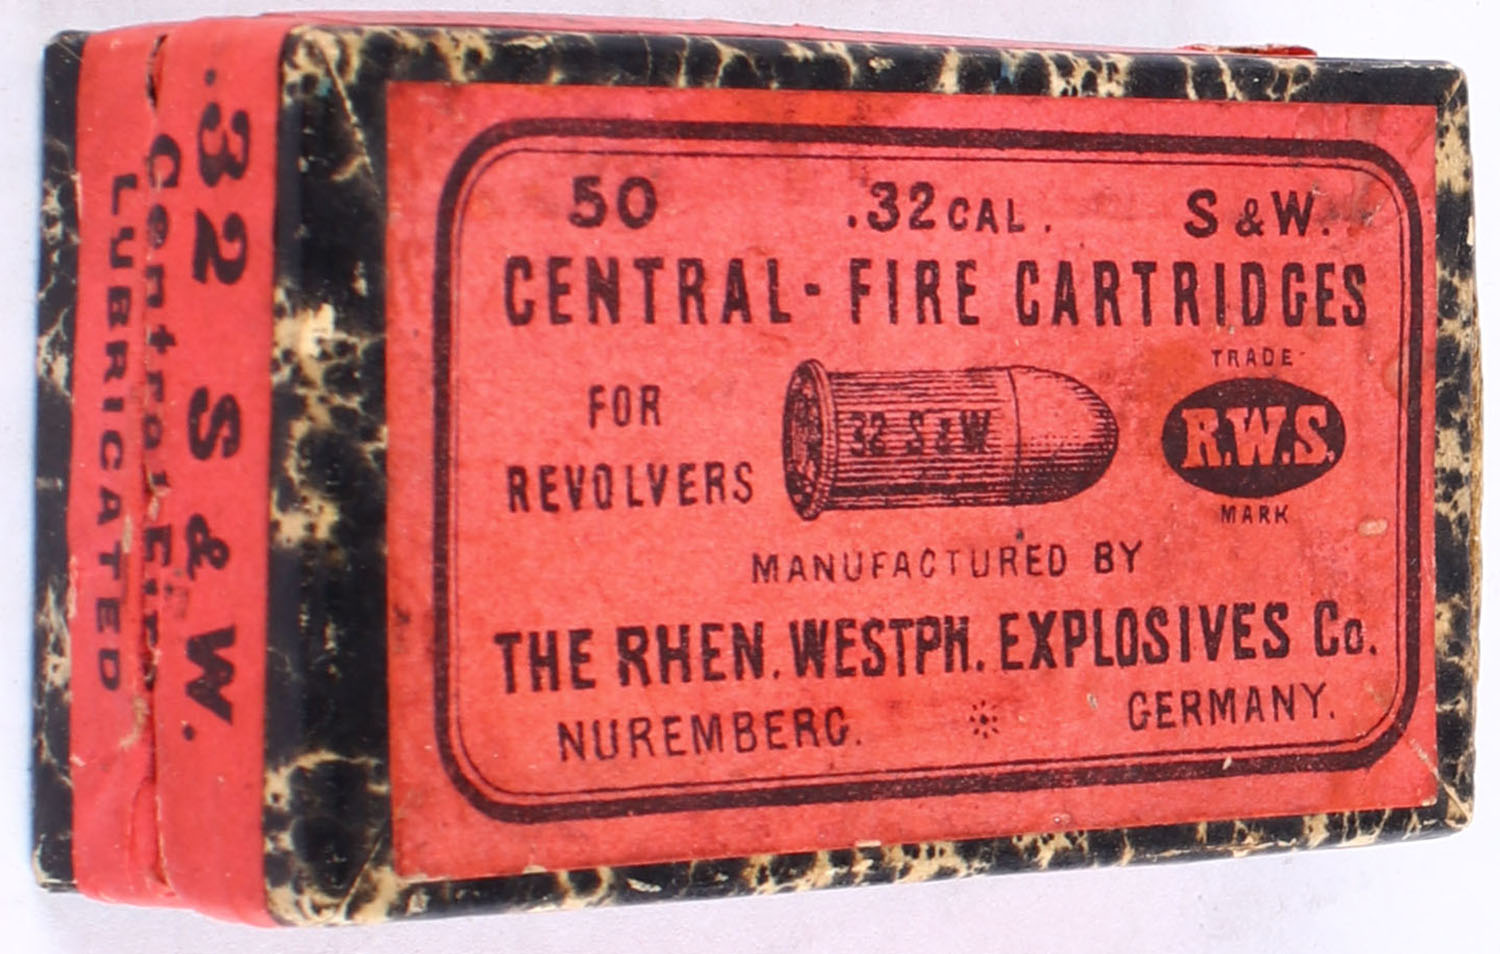 50 .32 CAL. S & W.
CENTRAL-FIRE CARTRIDGES
FOR
REVOLVERS
32 S&W
TRADE
R.W.S.
MARK
MANUFACTURED BY
THE RHEN. WESTPH. EXPLOSIVES Co.
NUREMBERG. GERMANY.
.32 S & W.
Central-Fire
LUBRICATED